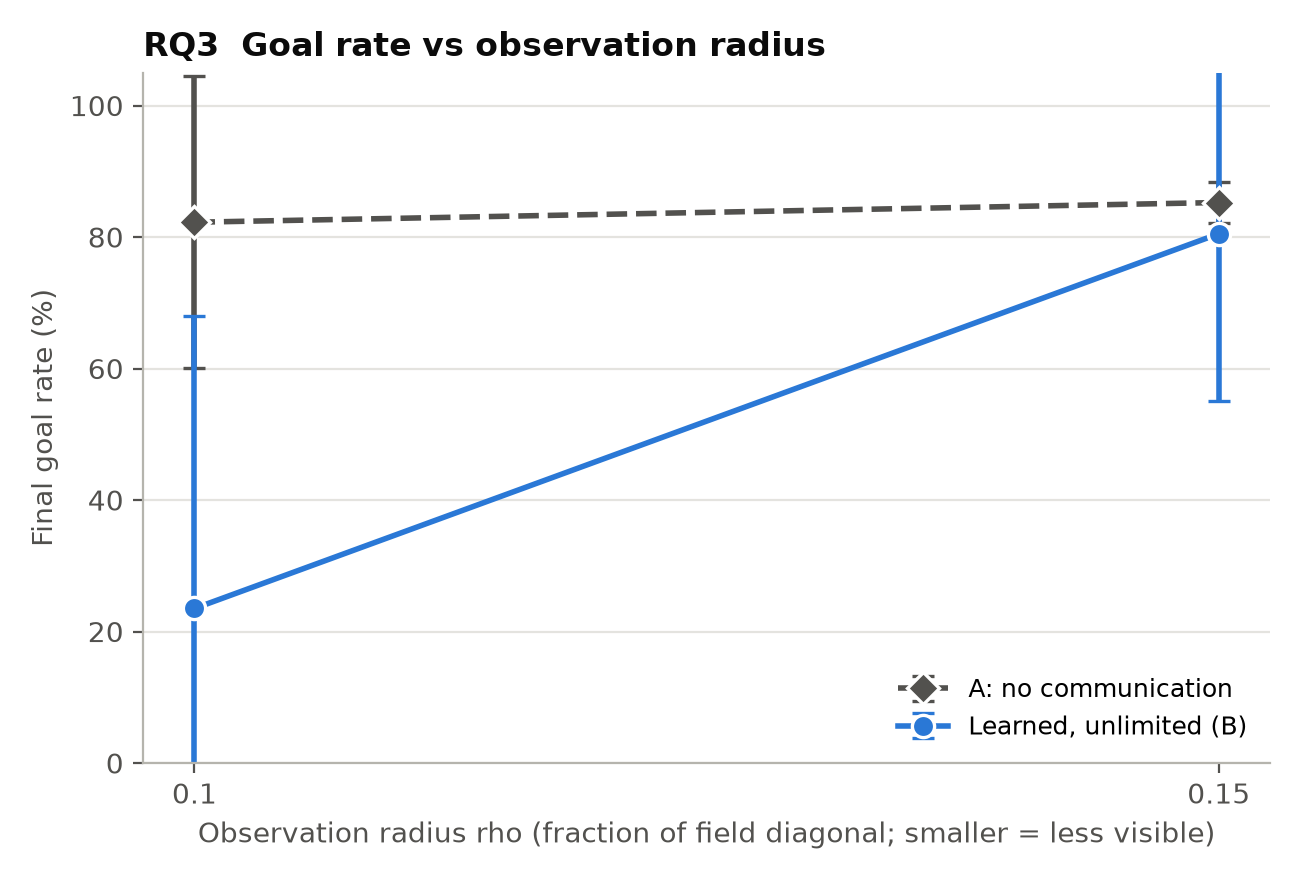 RQ3  Goal rate vs observation radius
100
80
60
40
20
0
Final goal rate (%)
A: no communication
Learned, unlimited (B)
0.1
0.15
Observation radius rho (fraction of field diagonal; smaller = less visible)